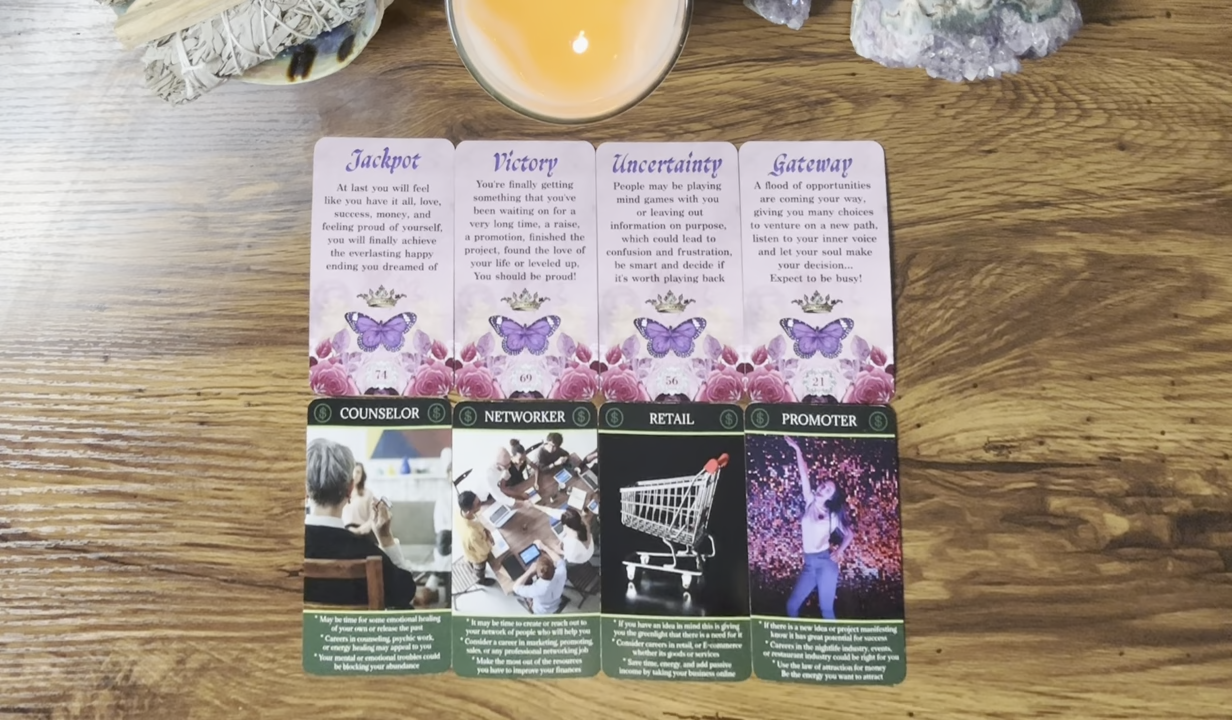 Jackpot
At last you will feel
like you have it all, love,
success, money, and
feeling proud of yourself,
you will finally achieve
the everlasting happy
ending you dreamed of
74
Victory
You're finally getting
something that you've
been waiting on for a
very long time, a raise,
a promotion, finished the
project, found the love of
your life or leveled up.
You should be proud!
69
Uncertainty
People may be playing
mind games with you
or leaving out
information on purpose,
which could lead to
confusion and frustration,
be smart and decide if
it's worth playing back
56
Gateway
A flood of opportunities
are coming your way,
giving you many choices
to venture on a new path,
listen to your inner voice
and let your soul make
your decision...
Expect to be busy!
21
$ COUNSELOR $
* May be time for some emotional healing
of your own or release the past
* Careers in counseling, psychic work,
or energy healing may appeal to you
* Your mental or emotional troubles could
be blocking your abundance
$ NETWORKER $
* It may be time to create or reach out to
your network of people who will help you
* Consider a career in marketing, promoting,
sales, or any professional networking job
* Make the most out of the resources
you have to improve your finances
$ RETAIL $
* If you have an idea in mind this is giving
you the greenlight that there is a need for it
* Consider careers in retail, or E-commerce
whether its goods or services
* Save time, energy, and add passive
income by taking your business online
$ PROMOTER $
* If there is a new idea or project manifesting
know it has great potential for success
* Careers in the nightlife industry, events,
or restaurant industry could be right for you
* Use the law of attraction for money
Be the energy you want to attract